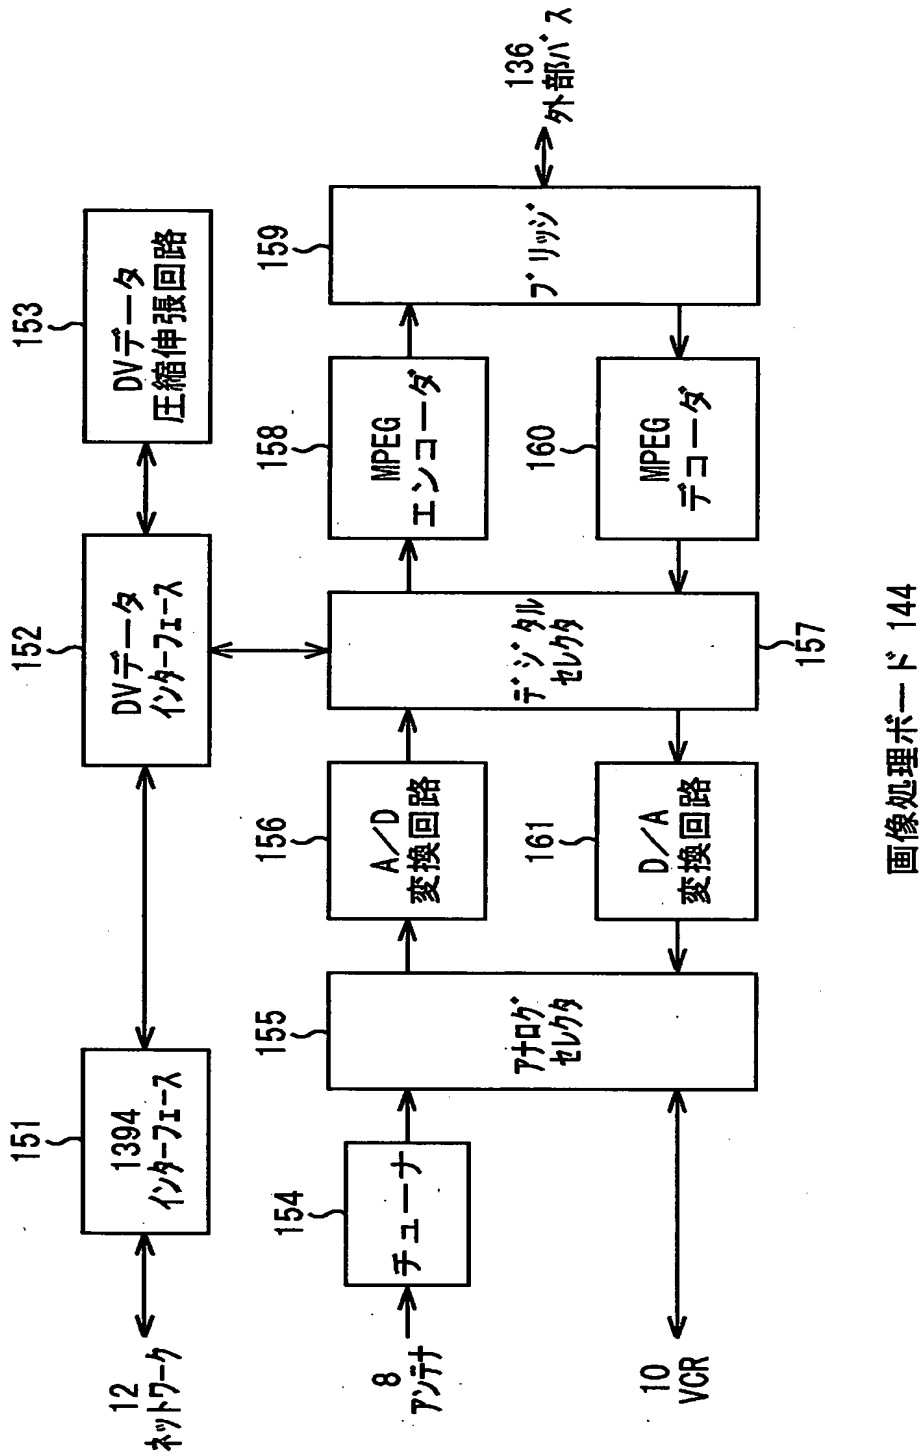 12
ネットワーク
151
1394
インターフェース
152
DVデータ
インターフェース
153
DVデータ
圧縮伸張回路
8
アンテナ
154
チューナ
155
アナログ
セレクタ
156
A/D
変換回路
157
デジタル
セレクタ
158
MPEG
エンコーダ
159
ブリッジ
136
外部バス
10
VCR
161
D/A
変換回路
160
MPEG
デコーダ
画像処理ボード 144